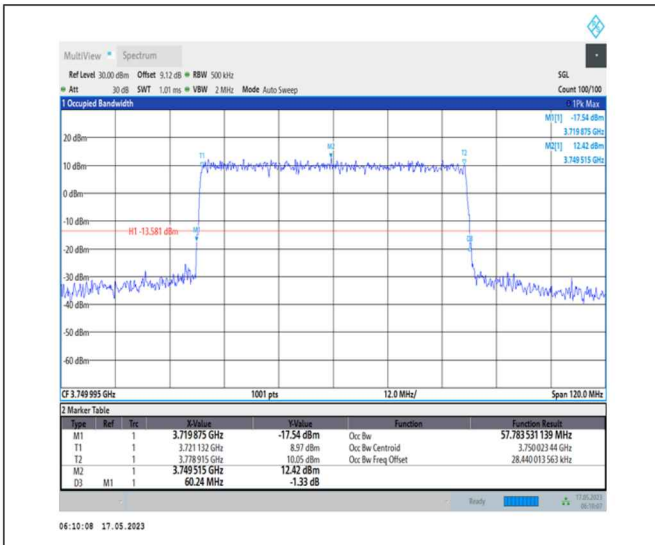 MultiView Spectrum
Ref Level 30.00 dBm Offset 9.12 dB RBW 500 kHz SGL
Att 30 dB SWT 1.01 ms VBW 2 MHz Mode Auto Sweep Count 100/100
1 Occupied Bandwidth 1Pk Max
M1[1] -17.54 dBm
3.719 875 GHz
M2[1] 12.42 dBm
3.749 515 GHz
20 dBm
M2
T1
10 dBm
0 dBm
-10 dBm
H1 -13.581 dBm
M1
-20 dBm
-30 dBm
-40 dBm
-50 dBm
-60 dBm
CF 3.749 995 GHz 1001 pts 12.0 MHz/ Span 120.0 MHz
2 Marker Table
Type Ref Trc X-Value Y-Value Function Function Result
M1 1 3.719 875 GHz -17.54 dBm Occ Bw 57.783 531 139 MHz
T1 1 3.721 132 GHz 8.97 dBm Occ Bw Centroid 3.750 023 44 GHz
T2 1 3.778 915 GHz 10.05 dBm Occ Bw Freq Offset 28.440 013 563 kHz
M2 1 3.749 515 GHz 12.42 dBm
D3 M1 1 60.24 MHz -1.33 dB
Ready 17.05.2023
06:10:07
06:10:08 17.05.2023